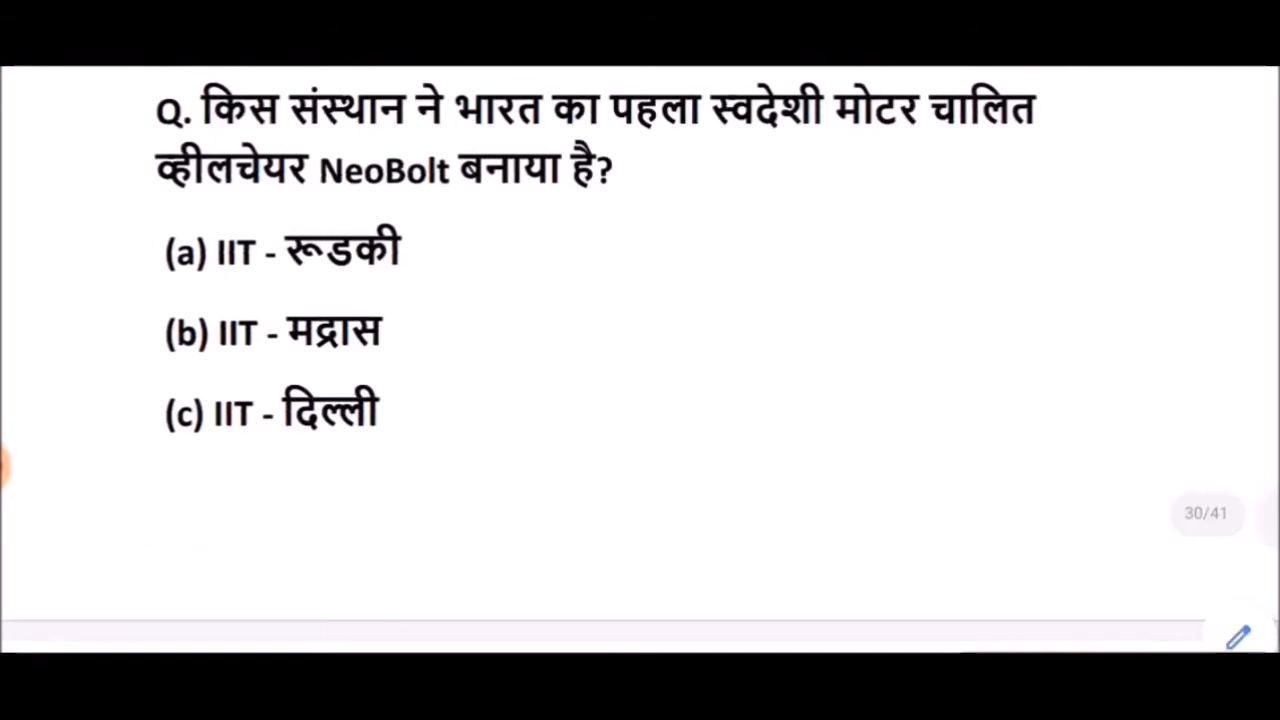 Q. किस संस्थान ने भारत का पहला स्वदेशी मोटर चालित
व्हीलचेयर NeoBolt बनाया है?
(a) IIT - रूडकी
(b) IIT - मद्रास
(c) IIT - दिल्ली
30/41